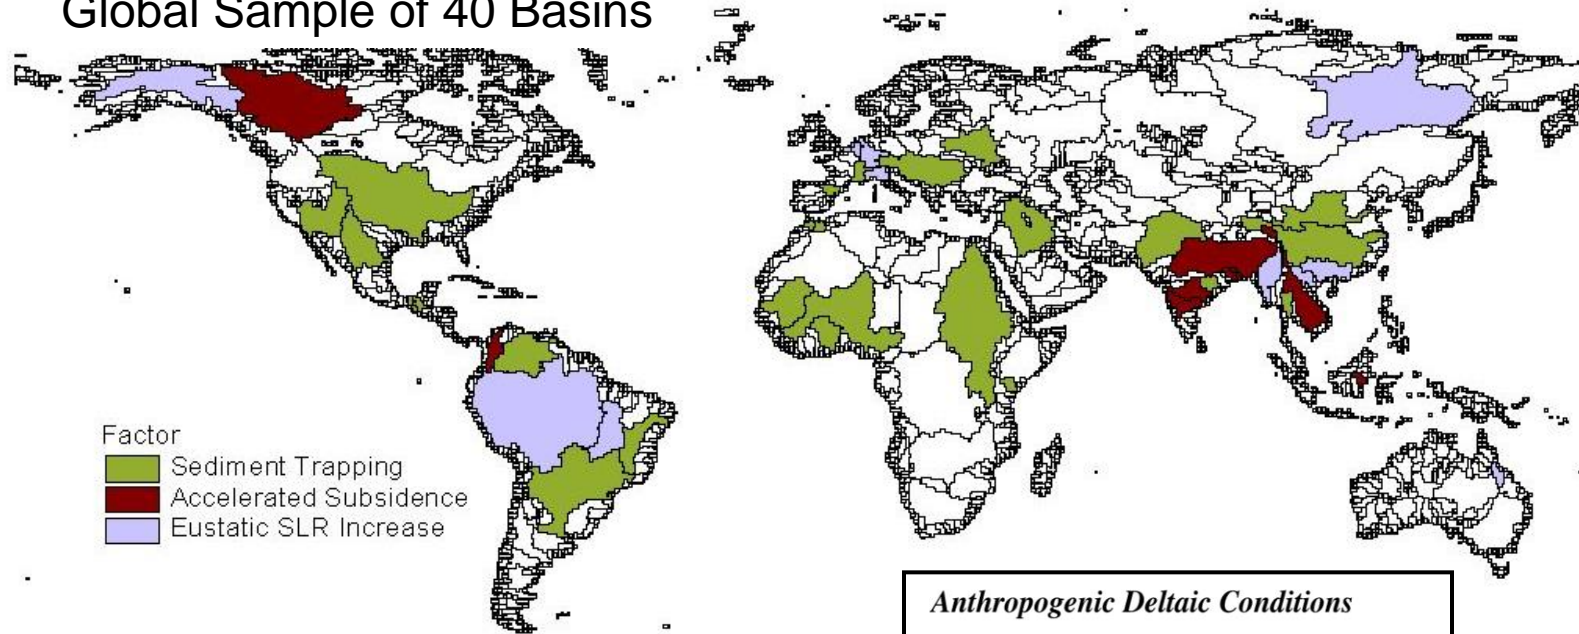 Global Sample of 40 Basins
Factor
Sediment Trapping
Accelerated Subsidence
Eustatic SLR Increase
Anthropogenic Deltaic Conditions